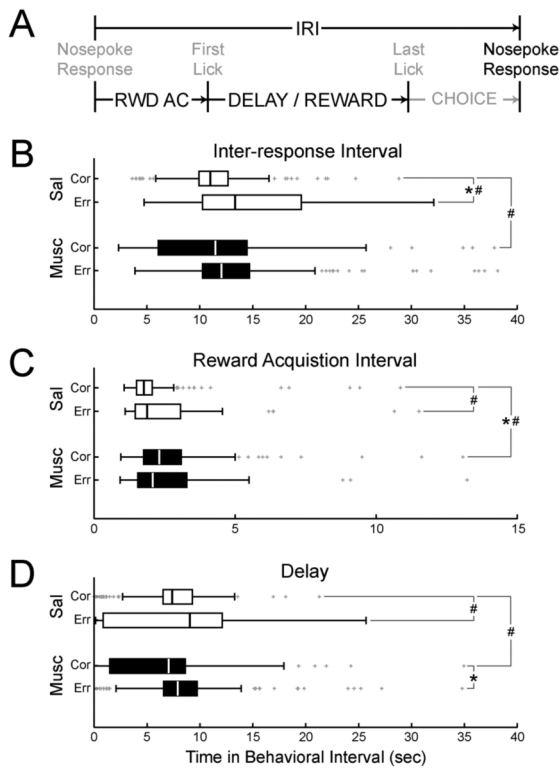 A
IRI
Nosepoke Response
First Lick
Last Lick
Nosepoke Response
RWD AC
DELAY / REWARD
CHOICE
B
Inter-response Interval
Sal
Cor
Err
*#
#
Musc
Cor
Err
0 5 10 15 20 25 30 35 40
C
Reward Acquistion Interval
Sal
Cor
Err
#
*#
Musc
Cor
Err
0 5 10 15
D
Delay
Sal
Cor
Err
#
#
Musc
Cor
Err
*
0 5 10 15 20 25 30 35 40
Time in Behavioral Interval (sec)